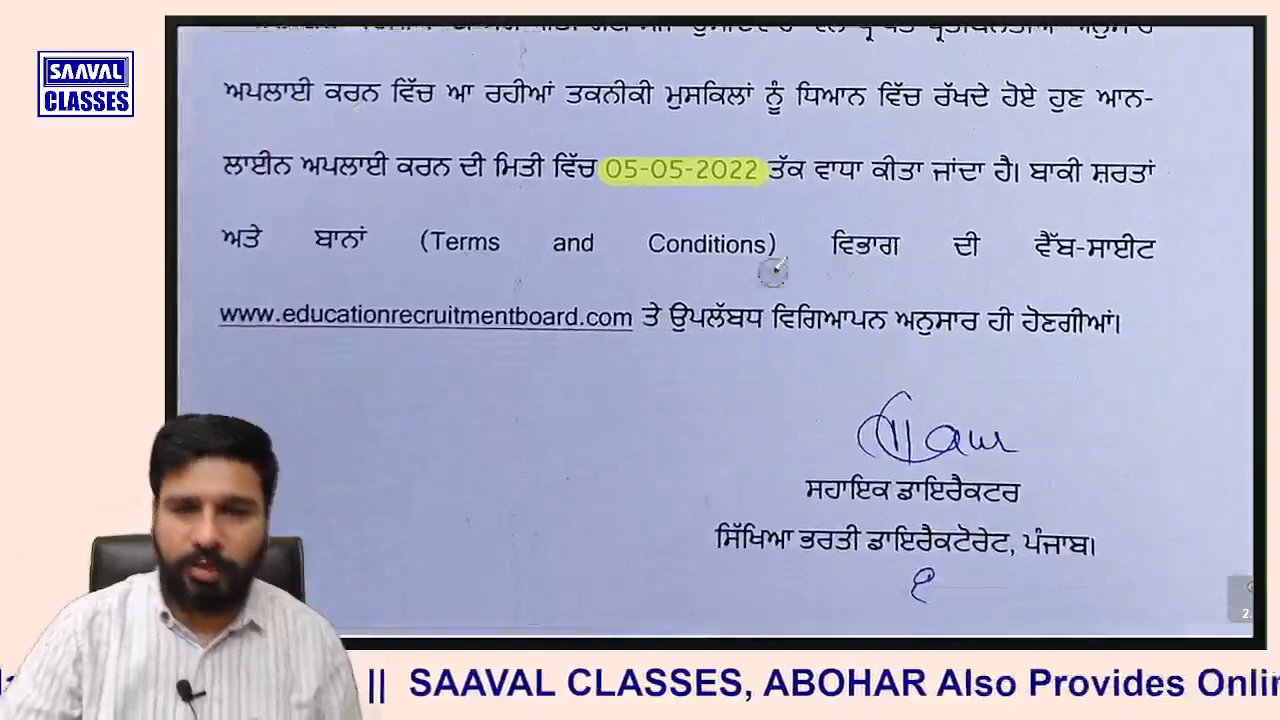 SAAVAL
CLASSES
ਅਪਲਾਈ ਕਰਨ ਵਿੱਚ ਆ ਰਹੀਆਂ ਤਕਨੀਕੀ ਮੁਸਕਿਲਾਂ ਨੂੰ ਧਿਆਨ ਵਿੱਚ ਰੱਖਦੇ ਹੋਏ ਹੁਣ ਆਨ-
ਲਾਈਨ ਅਪਲਾਈ ਕਰਨ ਦੀ ਮਿਤੀ ਵਿੱਚ 05-05-2022 ਤੱਕ ਵਾਧਾ ਕੀਤਾ ਜਾਂਦਾ ਹੈ। ਬਾਕੀ ਸ਼ਰਤਾਂ
ਅਤੇ ਬਾਨਾਂ (Terms and Conditions) ਵਿਭਾਗ ਦੀ ਵੈੱਬ-ਸਾਈਟ
www.educationrecruitmentboard.com ਤੇ ਉਪਲੱਬਧ ਵਿਗਿਆਪਨ ਅਨੁਸਾਰ ਹੀ ਹੋਣਗੀਆਂ।
ਸਹਾਇਕ ਡਾਇਰੈਕਟਰ
ਸਿੱਖਿਆ ਭਰਤੀ ਡਾਇਰੈਕਟੋਰੇਟ, ਪੰਜਾਬ।
|| SAAVAL CLASSES, ABOHAR Also Provides Onlin